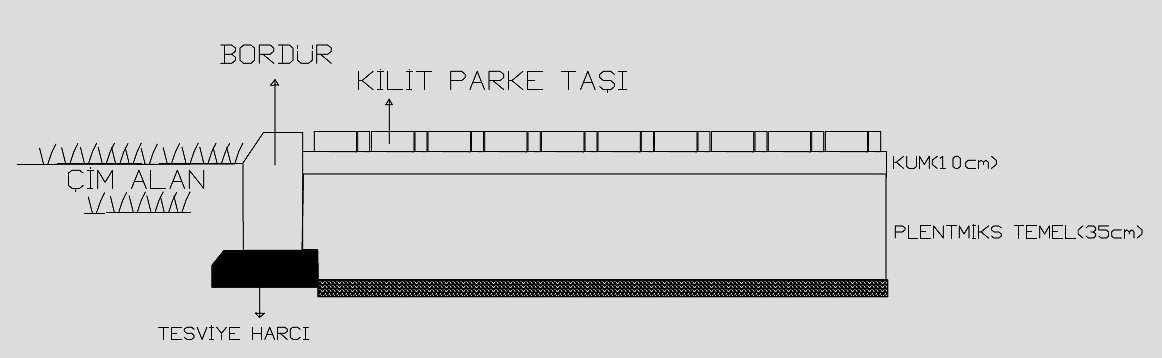 BORDÜR
KİLİT PARKE TAŞI
KUM(10cm)
ÇİM ALAN
PLENTMİKS TEMEL(35cm)
TESVİYE HARCI